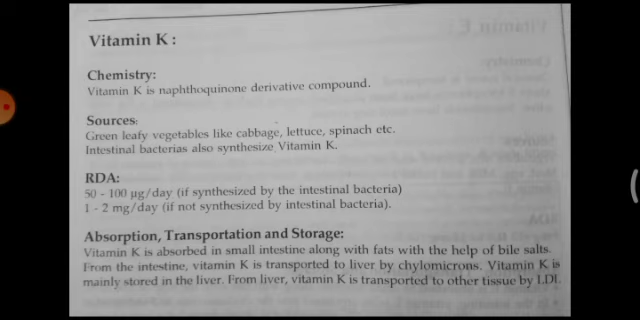 Vitamin K :
Chemistry:
Vitamin K is naphthoquinone derivative compound.
Sources:
Green leafy vegetables like cabbage, lettuce, spinach etc.
Intestinal bacterias also synthesize Vitamin K.
RDA:
50 - 100 µg/day (if synthesized by the intestinal bacteria)
1 - 2 mg/day (if not synthesized by intestinal bacteria).
Absorption, Transportation and Storage:
Vitamin K is absorbed in small intestine along with fats with the help of bile salts.
From the intestine, vitamin K is transported to liver by chylomicrons. Vitamin K is
mainly stored in the liver. From liver, vitamin K is transported to other tissue by LDL